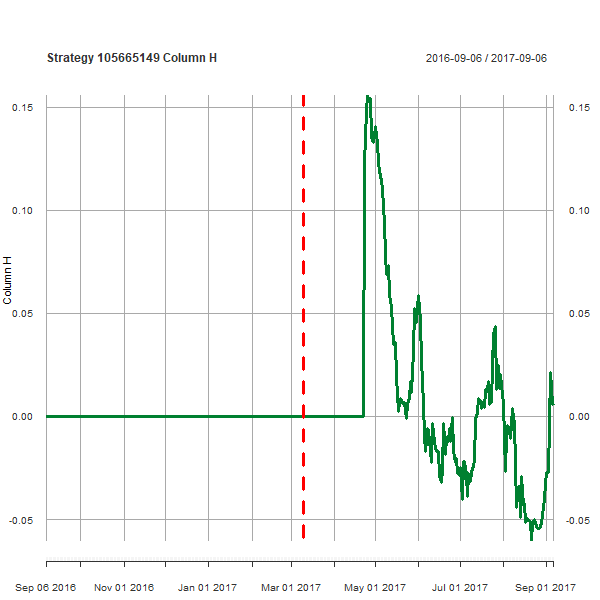 Strategy 105665149 Column H 2016-09-06 / 2017-09-06
0.15 0.15
0.10 0.10
0.05 0.05
Column H
0.00 0.00
-0.05 -0.05
Sep 06 2016 Nov 01 2016 Jan 01 2017 Mar 01 2017 May 01 2017 Jul 01 2017 Sep 01 2017